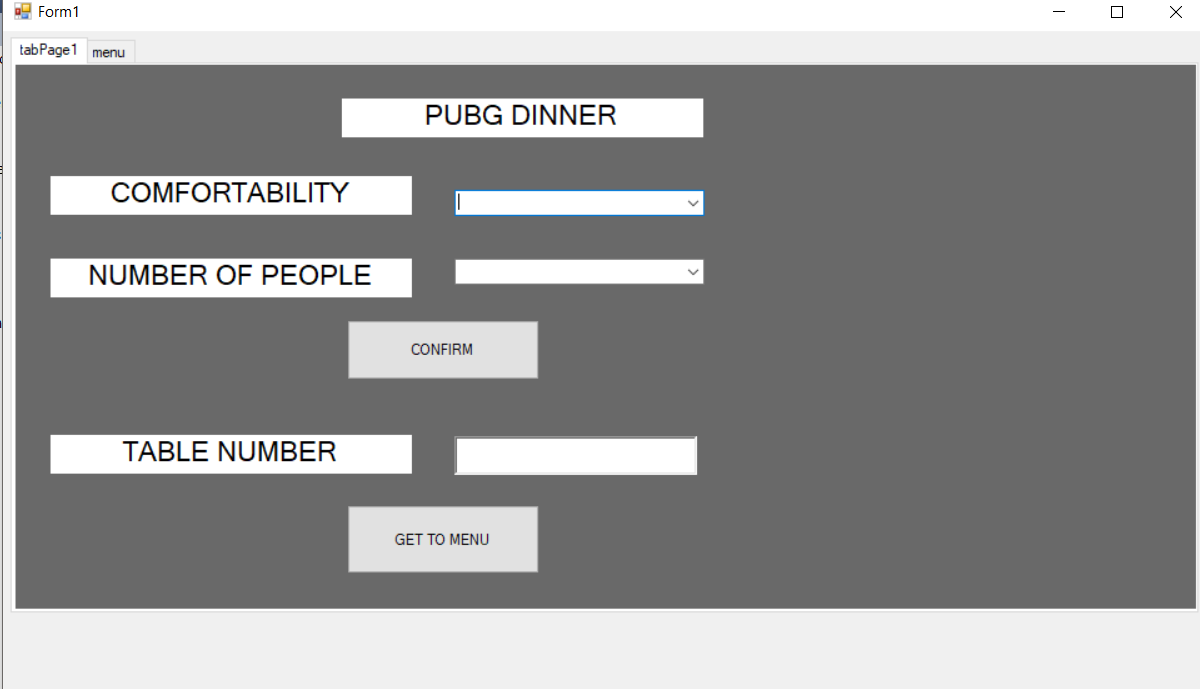 Form1
tabPage1 menu
PUBG DINNER
COMFORTABILITY
NUMBER OF PEOPLE
CONFIRM
TABLE NUMBER
GET TO MENU